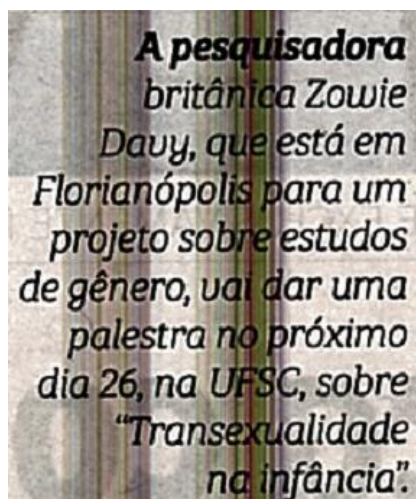 A pesquisadora
britânica Zowie
Davy, que está em
Florianópolis para um
projeto sobre estudos
de gênero, vai dar uma
palestra no próximo
dia 26, na UFSC, sobre
“Transexualidade
na infância”.